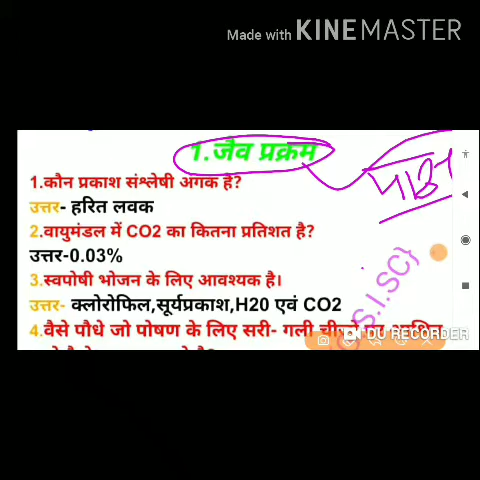 Made with KINEMASTER
1.जैव प्रक्रम
1.कौन प्रकाश संश्लेषी अंगक है?
उत्तर- हरित लवक
2.वायुमंडल में CO2 का कितना प्रतिशत है?
उत्तर-0.03%
3.स्वपोषी भोजन के लिए आवश्यक है।
उत्तर- क्लोरोफिल,सूर्यप्रकाश,H20 एवं CO2
S.I.SC}
4.वैसे पौधे जो पोषण के लिए सरी- गली
DU RECORDER